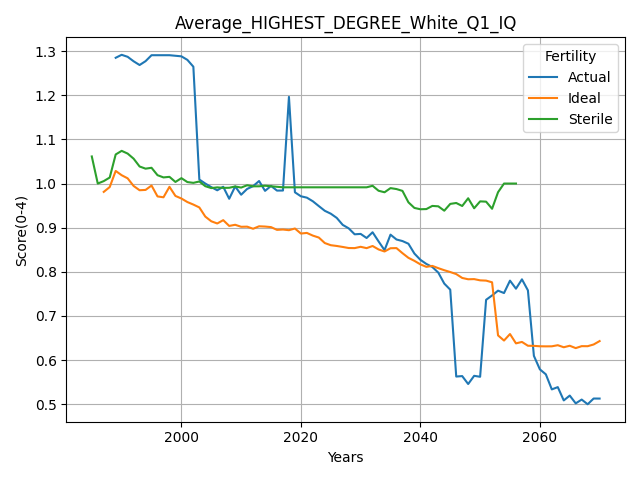 Average_HIGHEST_DEGREE_White_Q1_IQ
Score(0-4)
1.3
1.2
1.1
1.0
0.9
0.8
0.7
0.6
0.5
Fertility
Actual
Ideal
Sterile
2000 2020 2040 2060
Years